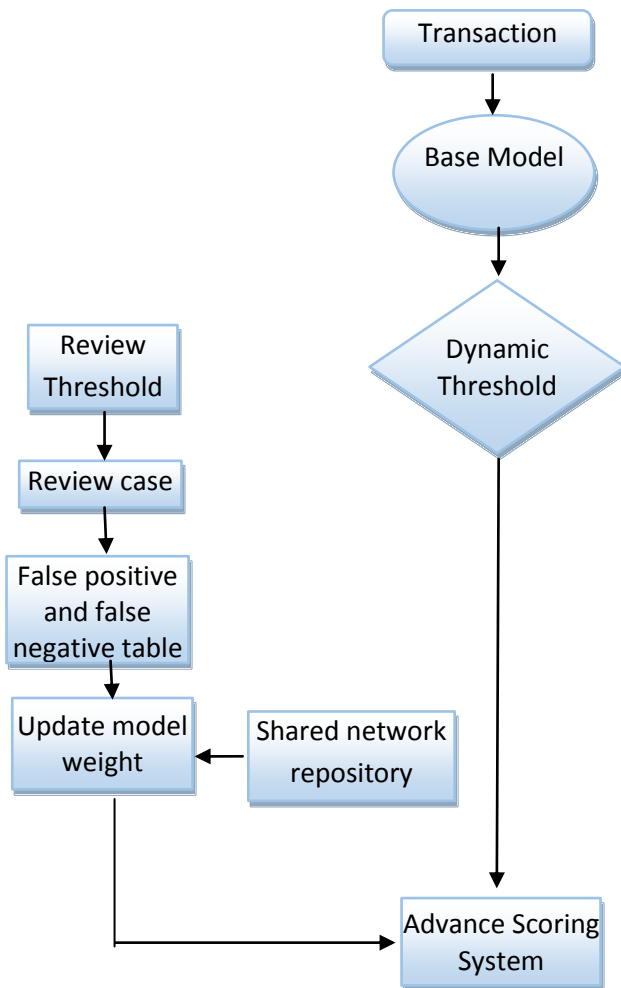 Transaction
Base Model
Dynamic
Threshold
Review
Threshold
Review case
False positive
and false
negative table
Update model
weight
Shared network
repository
Advance Scoring
System